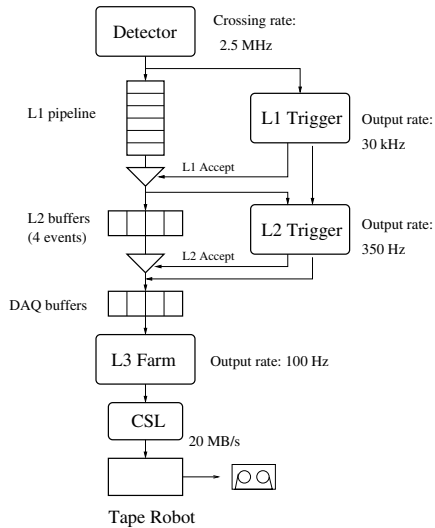 Detector
Crossing rate:
2.5 MHz
L1 pipeline
L1 Trigger
Output rate:
30 kHz
L1 Accept
L2 buffers
(4 events)
L2 Trigger
Output rate:
350 Hz
L2 Accept
DAQ buffers
L3 Farm
Output rate: 100 Hz
CSL
20 MB/s
Tape Robot